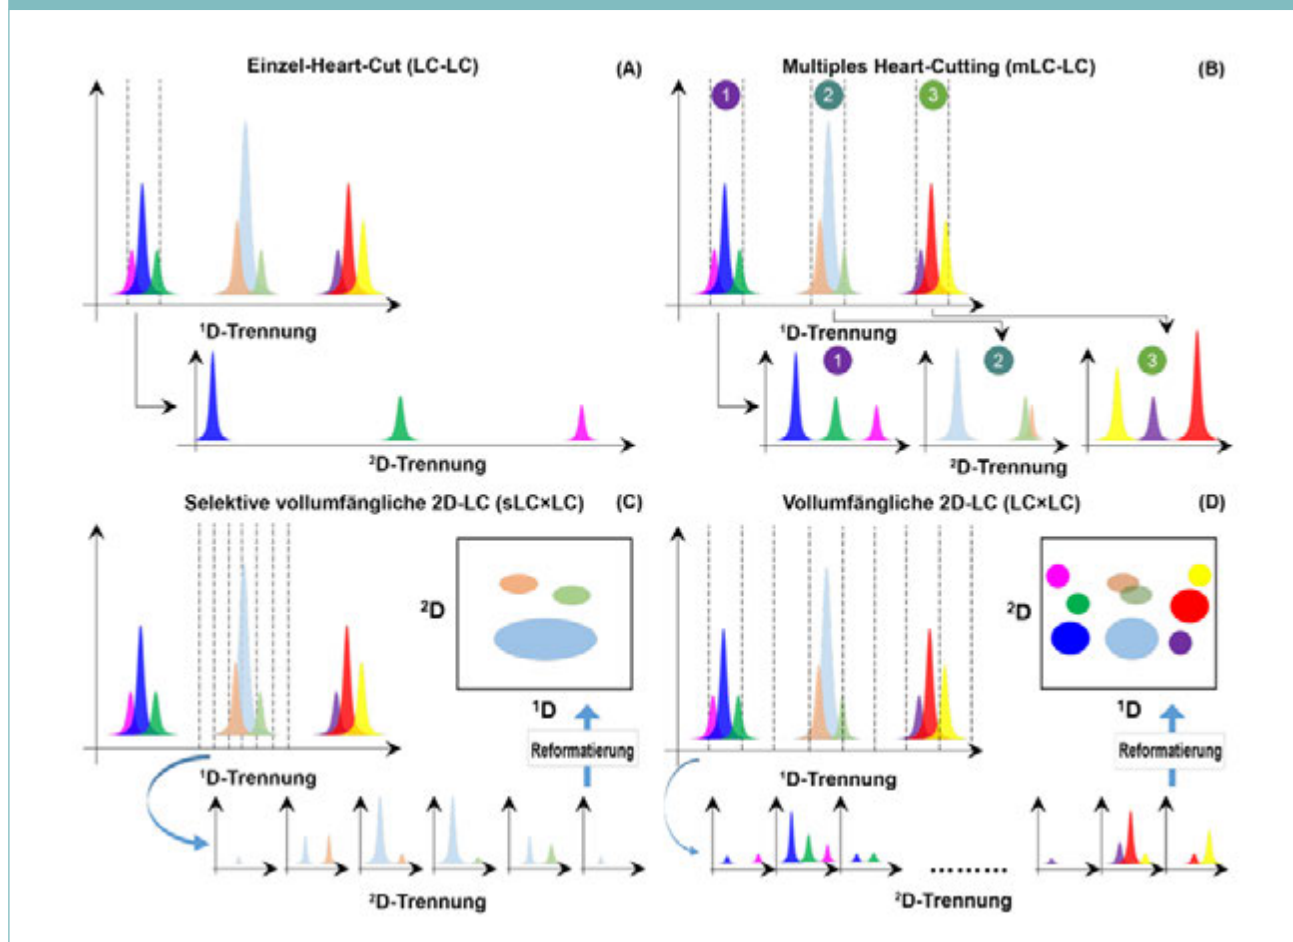 Einzel-Heart-Cut (LC-LC)
(A)
¹D-Trennung
²D-Trennung
Multiples Heart-Cutting (mLC-LC)
(B)
1
2
3
¹D-Trennung
1
2
3
²D-Trennung
Selektive vollumfängliche 2D-LC (sLC×LC)
(C)
²D
¹D
Reformatierung
¹D-Trennung
²D-Trennung
Vollumfängliche 2D-LC (LC×LC)
(D)
²D
¹D
Reformatierung
¹D-Trennung
.........
²D-Trennung